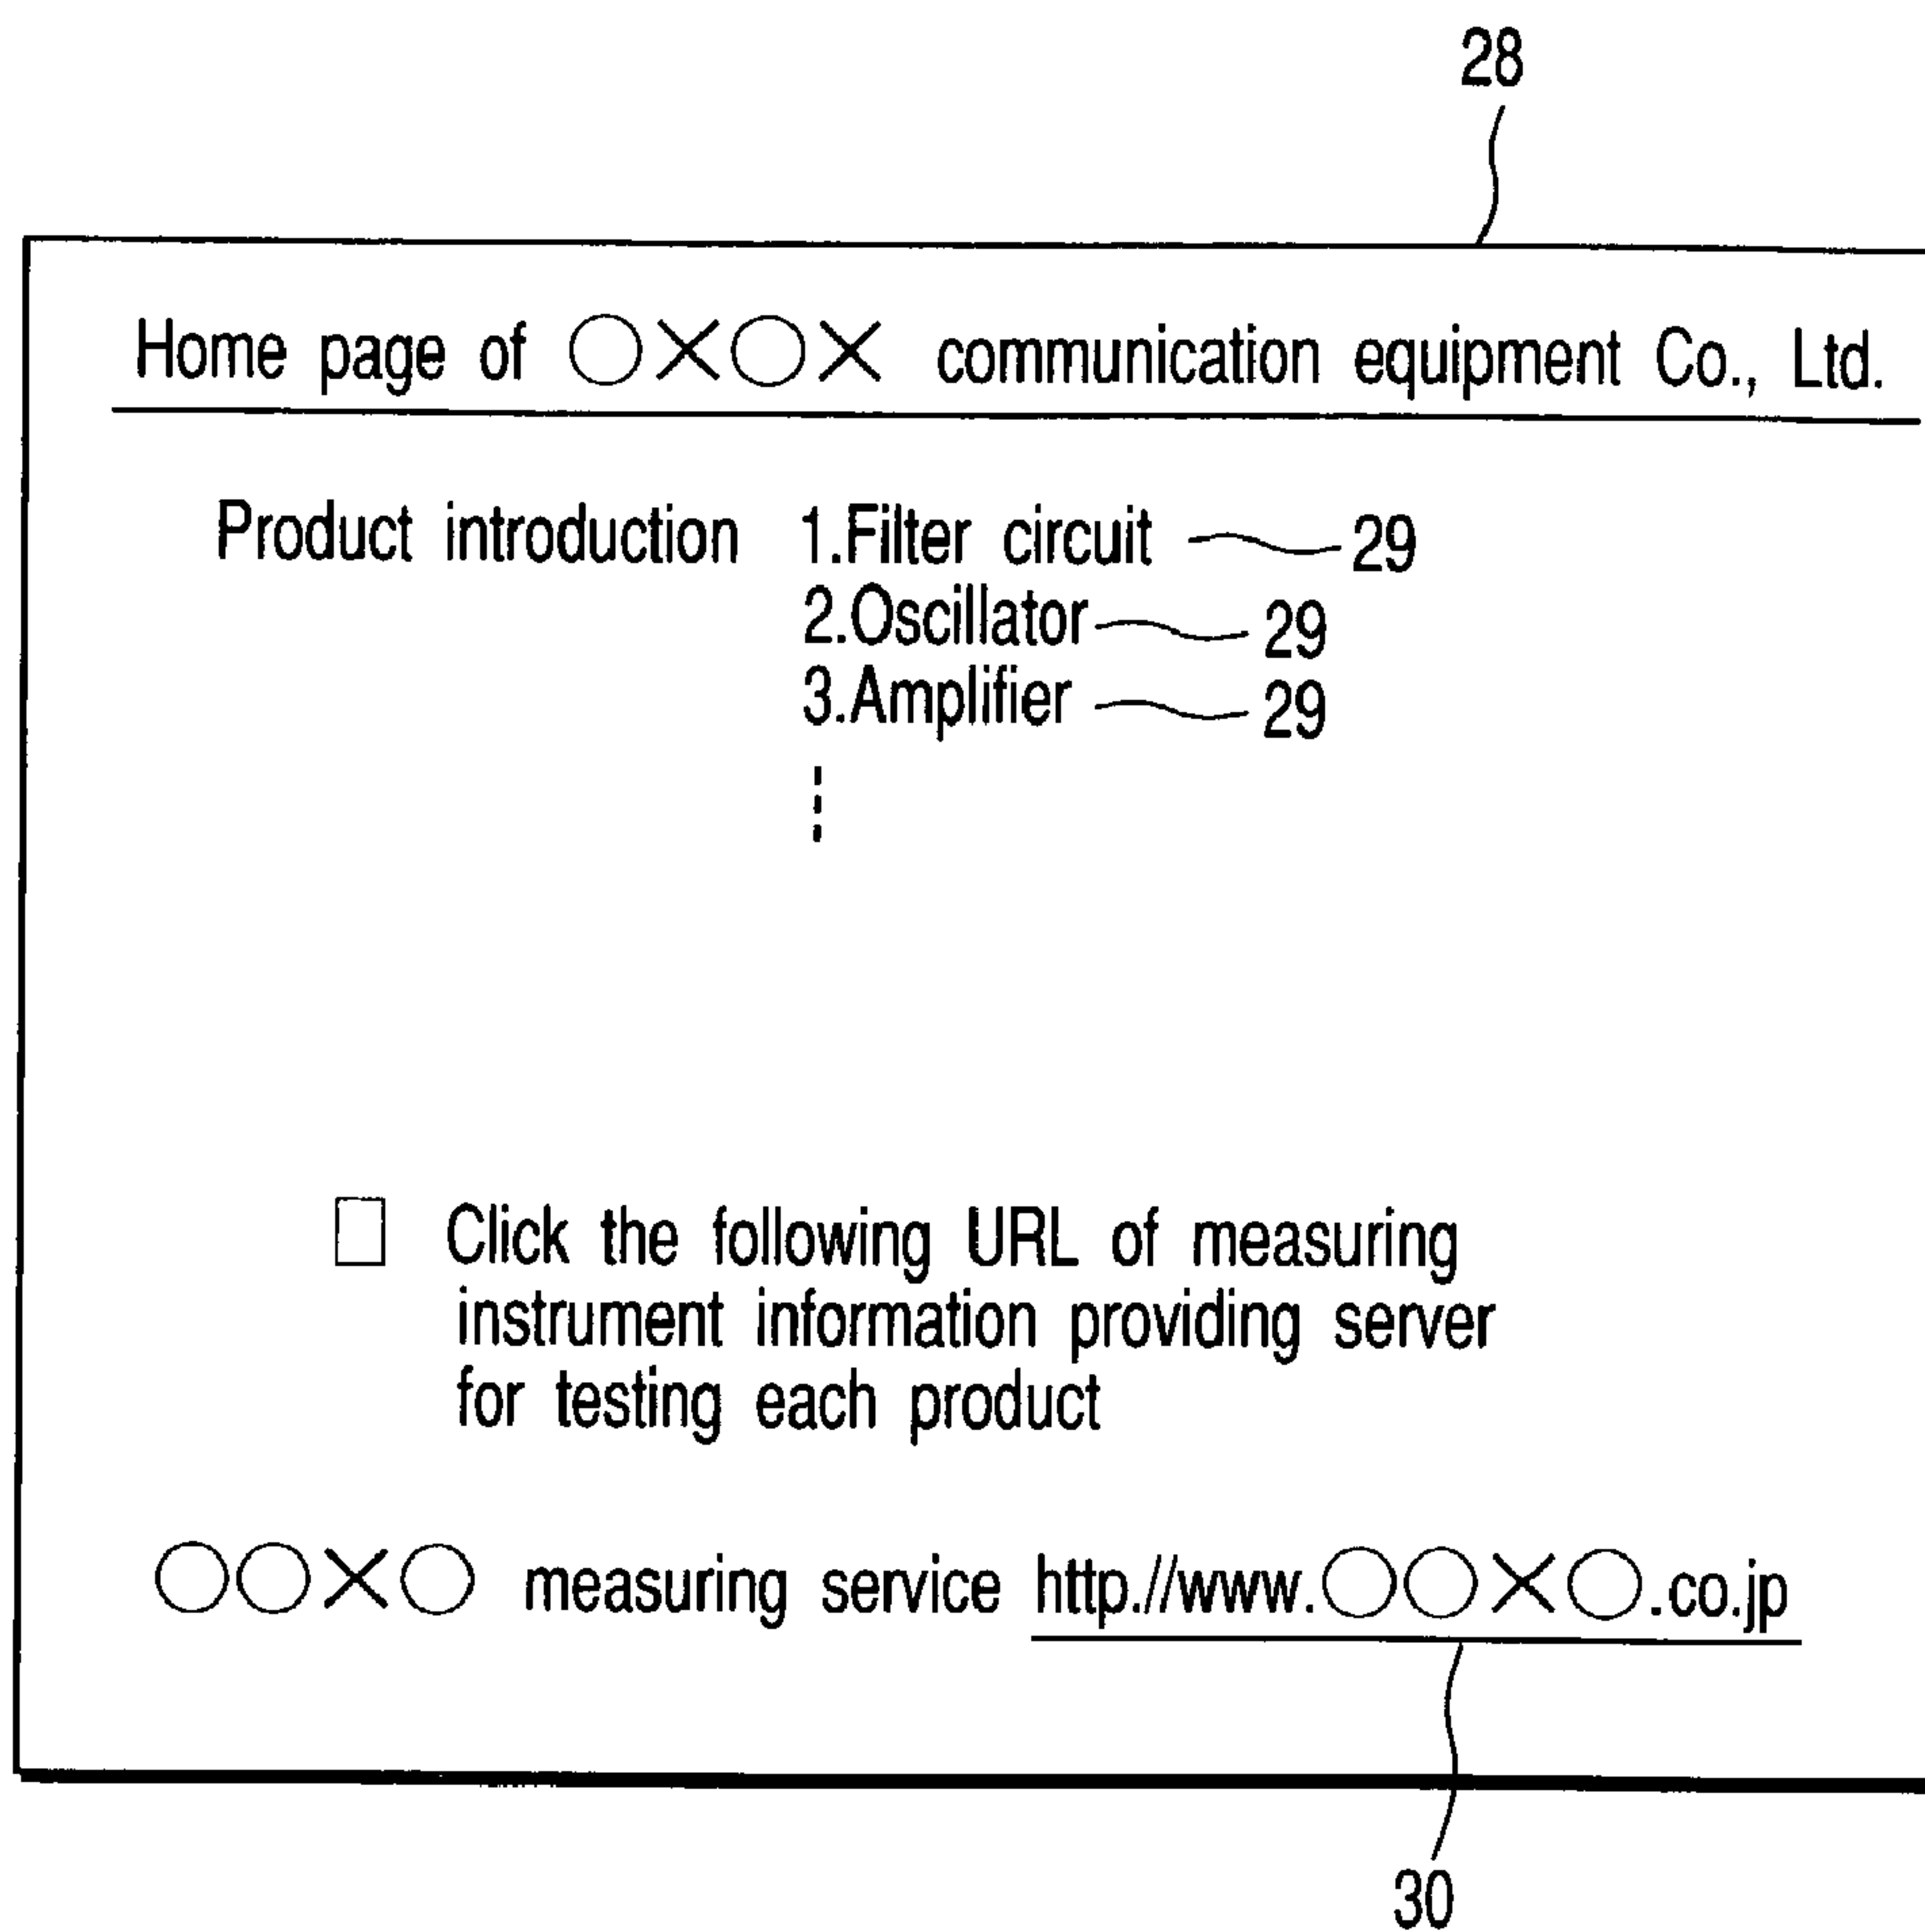 28
Home page of ○×○× communication equipment Co., Ltd.
Product introduction 1.Filter circuit 29
2.Oscillator 29
3.Amplifier 29
□ Click the following URL of measuring
instrument information providing server
for testing each product
○○×○ measuring service http.//www.○○×○.co.jp
30